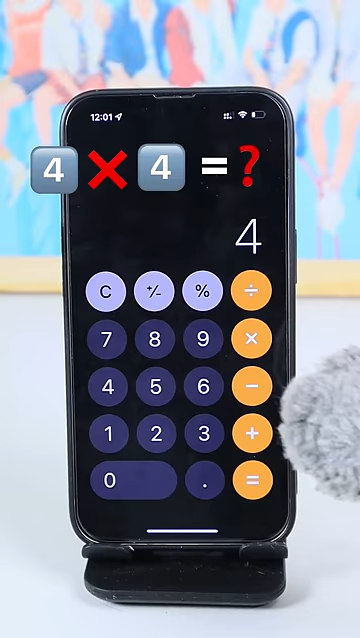 12:01
4 × 4 = ?
4
C +/- % ÷
7 8 9 ×
4 5 6 −
1 2 3 +
0 . =